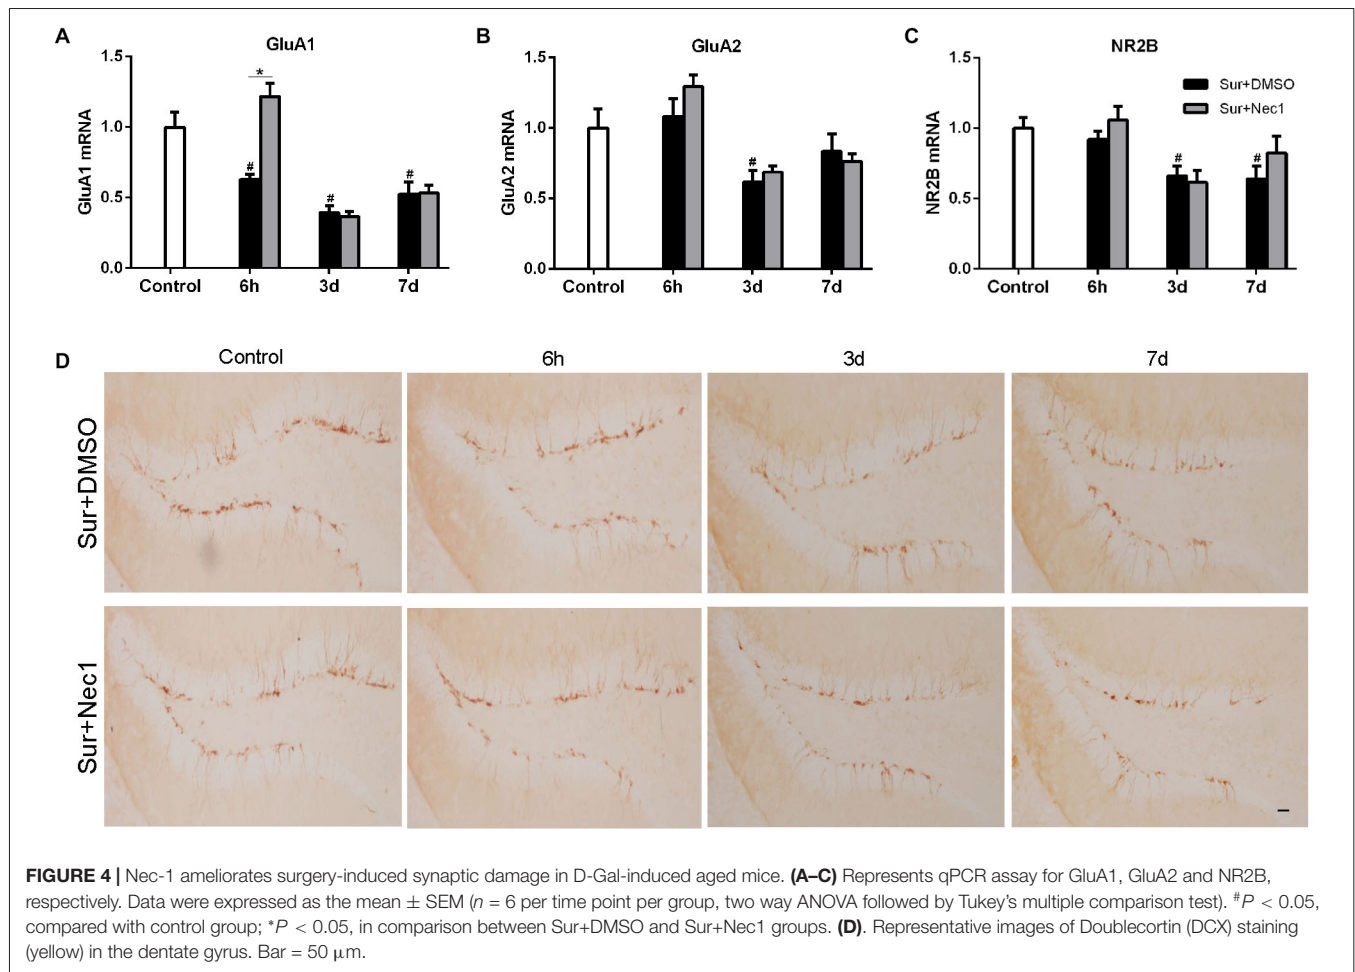 A
GluA1
GluA1 mRNA
1.5
1.0
0.5
0.0
*
#
#
#
Control
6h
3d
7d
B
GluA2
GluA2 mRNA
1.5
1.0
0.5
0.0
#
Control
6h
3d
7d
C
NR2B
NR2B mRNA
1.5
1.0
0.5
0.0
Sur+DMSO
Sur+Nec1
#
#
Control
6h
3d
7d
D
Control
6h
3d
7d
Sur+DMSO
Sur+Nec1
FIGURE 4 | Nec-1 ameliorates surgery-induced synaptic damage in D-Gal-induced aged mice. (A–C) Represents qPCR assay for GluA1, GluA2 and NR2B,
respectively. Data were expressed as the mean ± SEM (n = 6 per time point per group, two way ANOVA followed by Tukey's multiple comparison test). #P < 0.05,
compared with control group; *P < 0.05, in comparison between Sur+DMSO and Sur+Nec1 groups. (D). Representative images of Doublecortin (DCX) staining
(yellow) in the dentate gyrus. Bar = 50 μm.